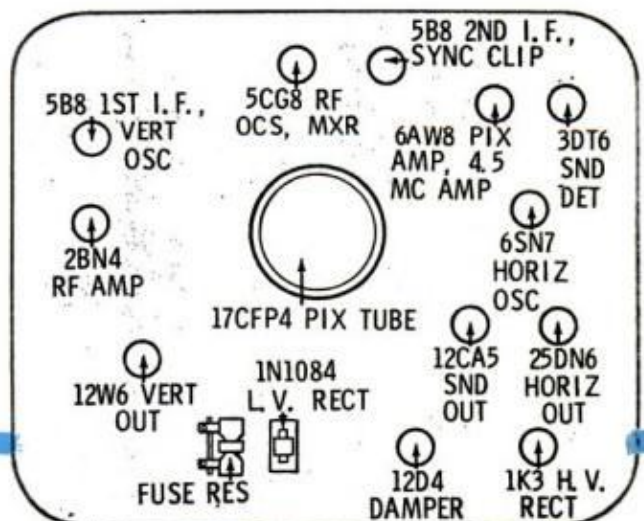 5B8 2ND I.F.,
SYNC CLIP
5B8 1ST I.F.,
VERT
OSC
5CG8 RF
OCS, MXR
6AW8 PIX
AMP, 4.5
MC AMP
3DT6
SND
DET
2BN4
RF AMP
6SN7
HORIZ
OSC
17CFP4 PIX TUBE
12W6 VERT
OUT
1N1084
L. V. RECT
12CA5
SND
OUT
25DN6
HORIZ
OUT
FUSE RES
12D4
DAMPER
1K3 H. V.
RECT